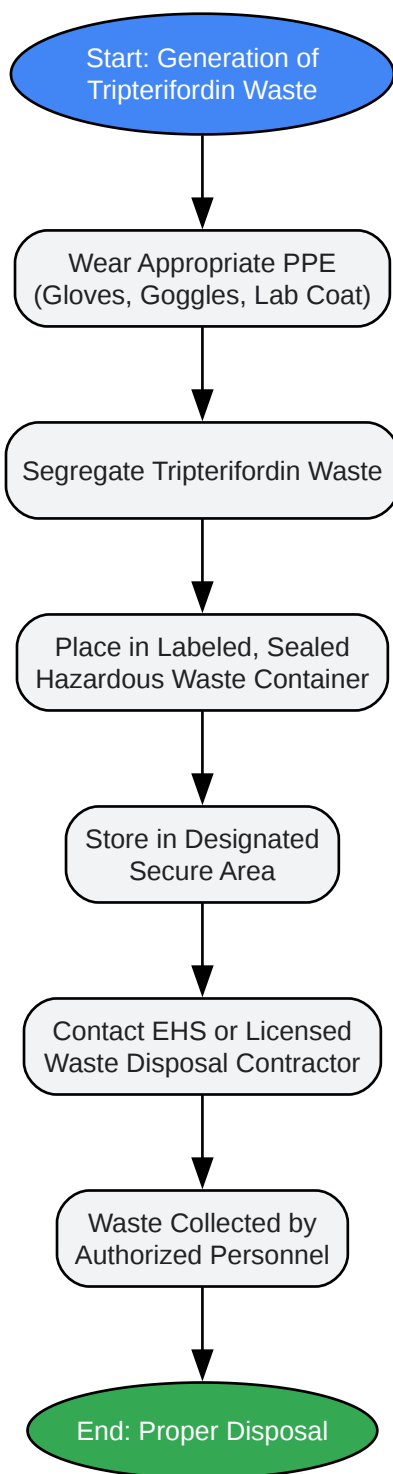 Start: Generation of
Tripterifordin Waste
Wear Appropriate PPE
(Gloves, Goggles, Lab Coat)
Segregate Tripterifordin Waste
Place in Labeled, Sealed
Hazardous Waste Container
Store in Designated
Secure Area
Contact EHS or Licensed
Waste Disposal Contractor
Waste Collected by
Authorized Personnel
End: Proper Disposal